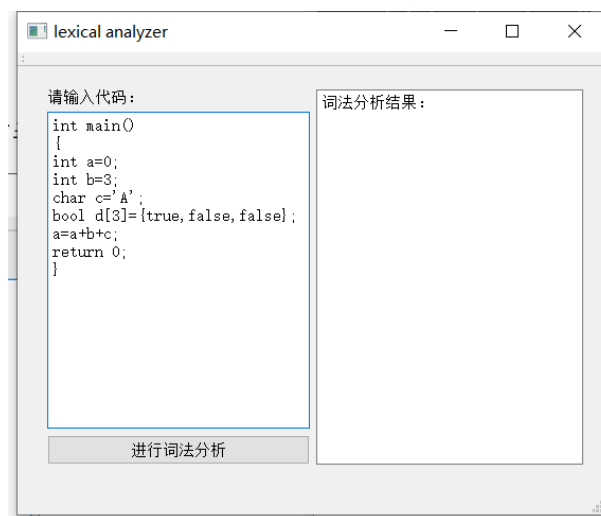 lexical analyzer
请输入代码：
int main()
{
int a=0;
int b=3;
char c='A';
bool d[3]={true,false,false};
a=a+b+c;
return 0;
}
进行词法分析
词法分析结果：